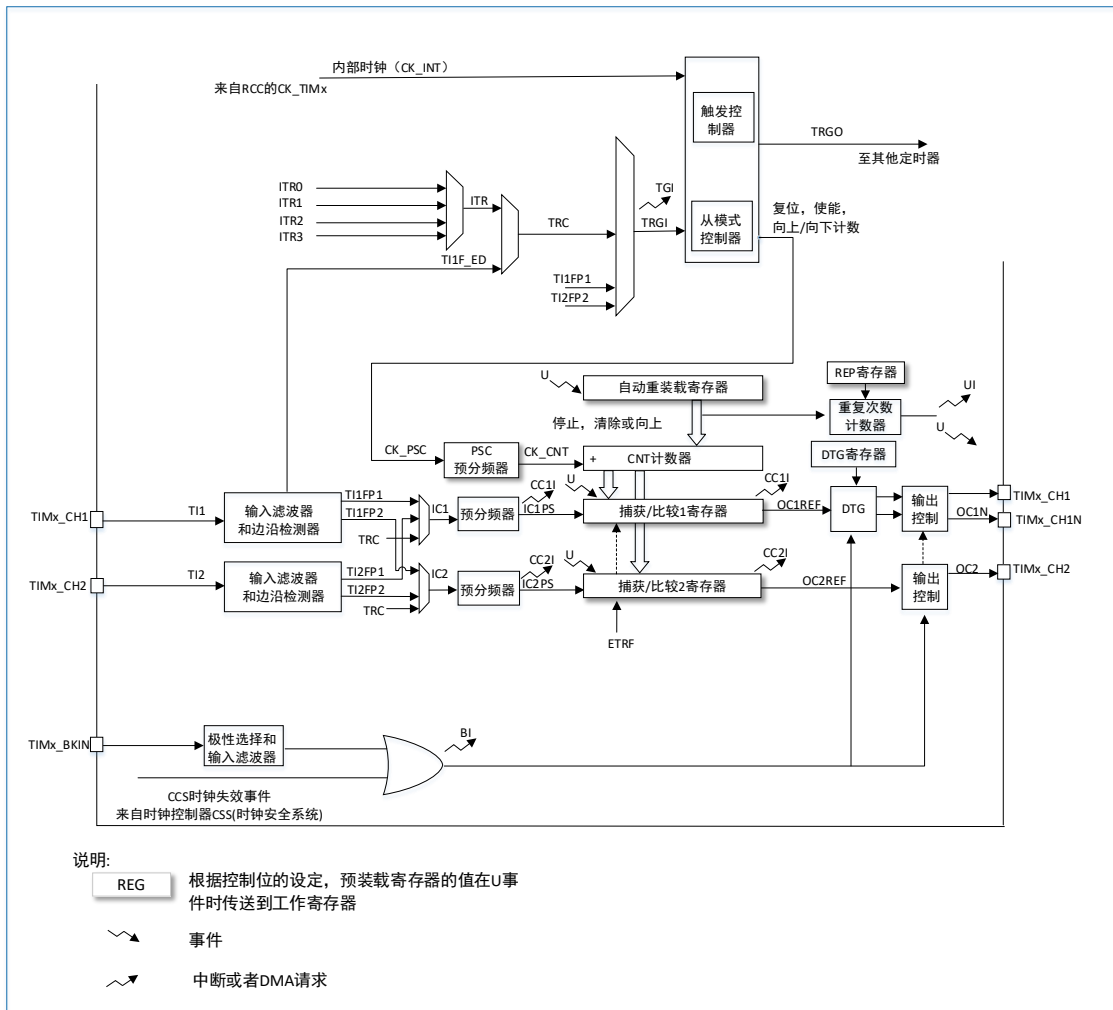 内部时钟（CK_INT）
来自RCC的CK_TIMx
触发控
制器
TRGO
至其他定时器
ITR0
ITR1
ITR2
ITR3
ITR
TI1F_ED
TRC
TGI
TRGI
TI1FP1
TI2FP2
从模式
控制器
复位，使能，
向上/向下计数
U
自动重装载寄存器
REP寄存器
重复次数
计数器
UI
U
停止，清除或向上
CK_PSC
PSC
预分频器
CK_CNT
+
CNT计数器
DTG寄存器
TIMx_CH1
TI1
输入滤波器
和边沿检测器
TI1FP1
TI1FP2
TRC
IC1
预分频器
CC1I
IC1PS
U
捕获/比较1寄存器
CC1I
OC1REF
DTG
输出
控制
TIMx_CH1
OC1N
TIMx_CH1N
TIMx_CH2
TI2
输入滤波器
和边沿检测器
TI2FP1
TI2FP2
TRC
IC2
预分频器
CC2I
IC2PS
U
捕获/比较2寄存器
CC2I
OC2REF
输出
控制
OC2
TIMx_CH2
ETRF
TIMx_BKIN
极性选择和
输入滤波器
BI
CCS时钟失效事件
来自时钟控制器CSS(时钟安全系统)
说明:
REG
根据控制位的设定，预装载寄存器的值在U事
件时传送到工作寄存器
事件
中断或者DMA请求